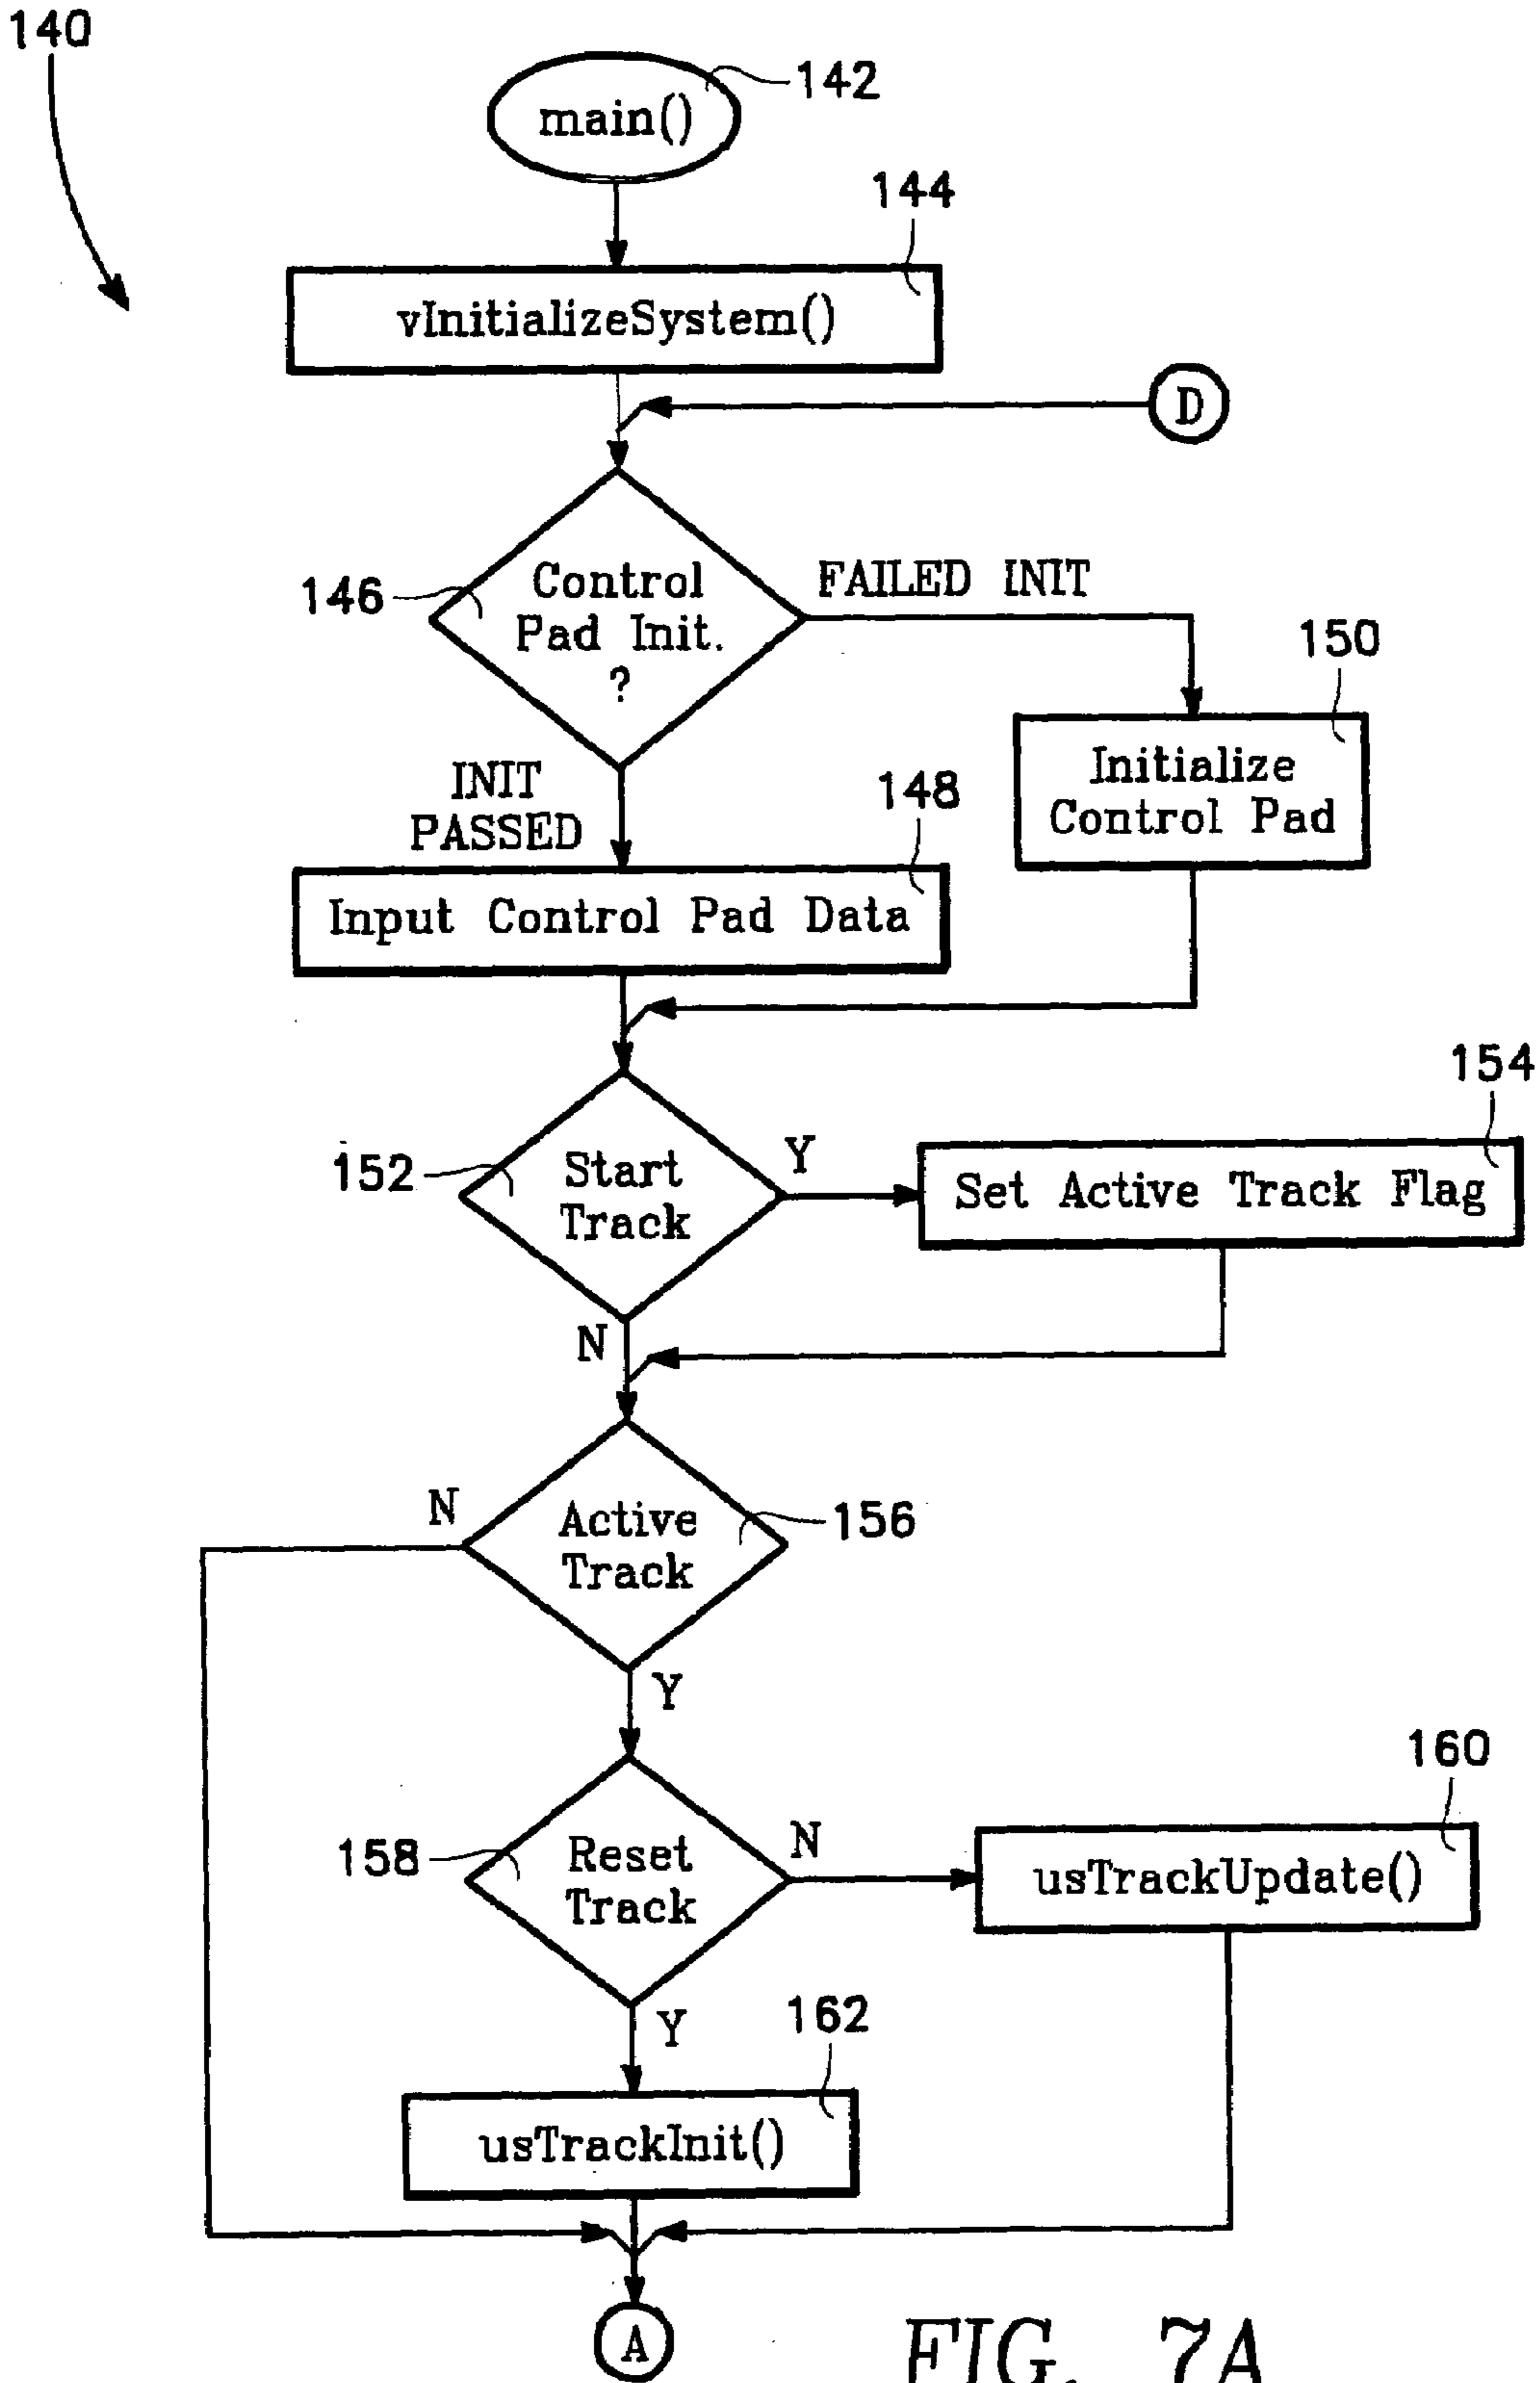 140
main()
142
144
vInitializeSystem()
D
146
Control
Pad Init.
?
FAILED INIT
150
Initialize
Control Pad
INIT
PASSED
148
Input Control Pad Data
152
Start
Track
Y
154
Set Active Track Flag
N
N
Active
Track
156
Y
158
Reset
Track
N
160
usTrackUpdate()
Y
162
usTrackInit()
A
FIG. 7A